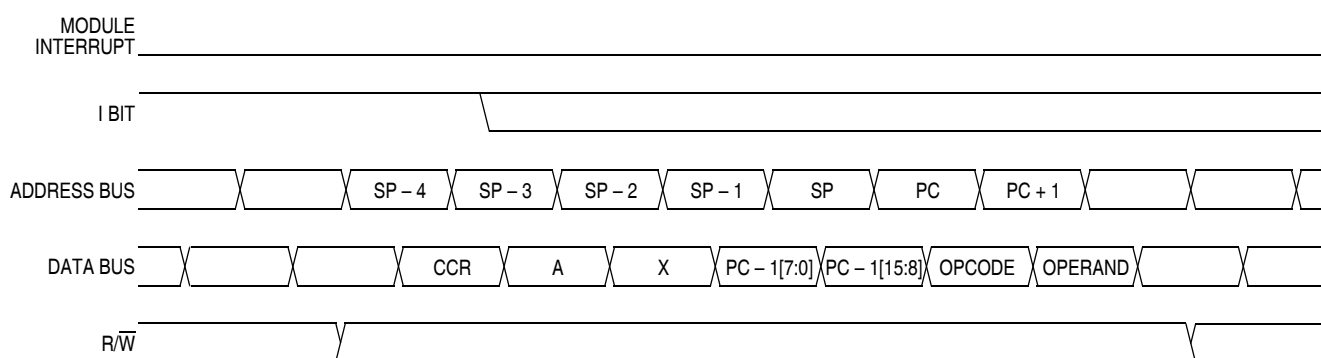 MODULE
INTERRUPT
I BIT
ADDRESS BUS SP – 4 SP – 3 SP – 2 SP – 1 SP PC PC + 1
DATA BUS CCR A X PC – 1[7:0] PC – 1[15:8] OPCODE OPERAND
R/W̅